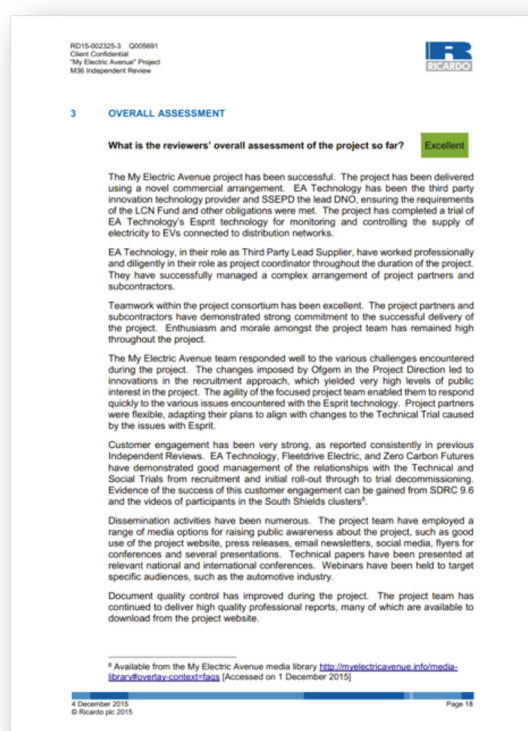 RD15-002325-3 Q005691
Client Confidential
"My Electric Avenue" Project
M36 Independent Review
RICARDO
3 OVERALL ASSESSMENT
What is the reviewers' overall assessment of the project so far? Excellent
The My Electric Avenue project has been successful. The project has been delivered
using a novel commercial arrangement. EA Technology has been the third party
innovation technology provider and SSEPD the lead DNO, ensuring the requirements
of the LCN Fund and other obligations were met. The project has completed a trial of
EA Technology's Esprit technology for monitoring and controlling the supply of
electricity to EVs connected to distribution networks.
EA Technology, in their role as Third Party Lead Supplier, have worked professionally
and diligently in their role as project coordinator throughout the duration of the project.
They have successfully managed a complex arrangement of project partners and
subcontractors.
Teamwork within the project consortium has been excellent. The project partners and
subcontractors have demonstrated strong commitment to the successful delivery of
the project. Enthusiasm and morale amongst the project team has remained high
throughout the project.
The My Electric Avenue team responded well to the various challenges encountered
during the project. The changes imposed by Ofgem in the Project Direction led to
innovations in the recruitment approach, which yielded very high levels of public
interest in the project. The agility of the focused project team enabled them to respond
quickly to the various issues encountered with the Esprit technology. Project partners
were flexible, adapting their plans to align with changes to the Technical Trial caused
by the issues with Esprit.
Customer engagement has been very strong, as reported consistently in previous
Independent Reviews. EA Technology, Fleetdrive Electric, and Zero Carbon Futures
have demonstrated good management of the relationships with the Technical and
Social Trials from recruitment and initial roll-out through to trial decommissioning.
Evidence of the success of this customer engagement can be gained from SDRC 9.6
and the videos of participants in the South Shields clusters⁸.
Dissemination activities have been numerous. The project team have employed a
range of media options for raising public awareness about the project, such as good
use of the project website, press releases, email newsletters, social media, flyers for
conferences and several presentations. Technical papers have been presented at
relevant national and international conferences. Webinars have been held to target
specific audiences, such as the automotive industry.
Document quality control has improved during the project. The project team has
continued to deliver high quality professional reports, many of which are available to
download from the project website.
⁸ Available from the My Electric Avenue media library http://myelectricavenue.info/media-
library#overlay-context=faqs [Accessed on 1 December 2015]
4 December 2015 Page 18
© Ricardo plc 2015